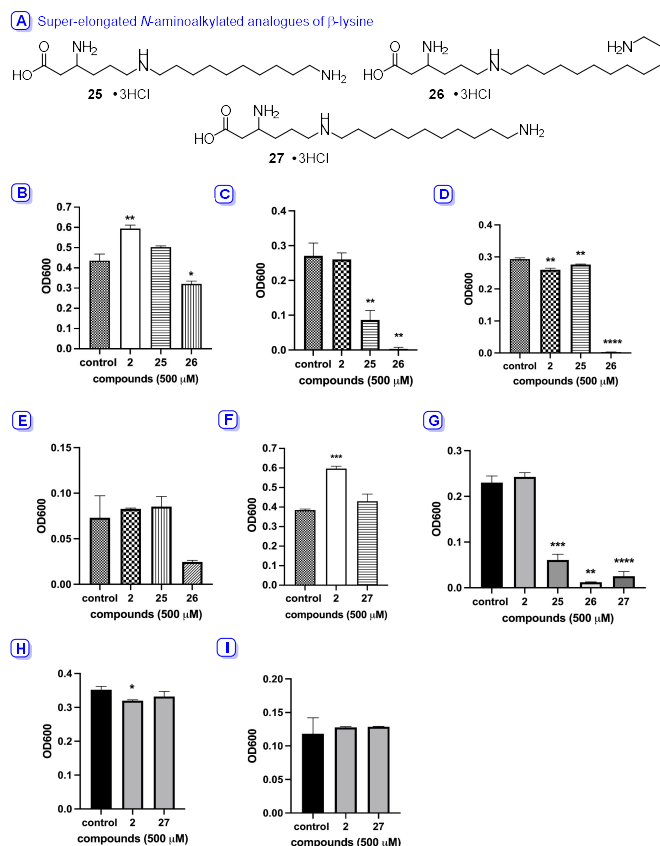 A Super-elongated N-aminoalkylated analogues of β-lysine
O NH2 H N NH2 HO
25 •3HCl
O NH2 H N H2N HO
26 •3HCl
O NH2 H N NH2 HO
27 •3HCl
B
OD600
0.7
0.6
0.5
0.4
0.3
0.2
0.1
0.0
** *
control 2 25 26
compounds (500 μM)
C
OD600
0.4
0.3
0.2
0.1
0.0
** **
control 2 25 26
compounds (500 μM)
D
OD600
0.4
0.3
0.2
0.1
0.0
** ** ****
control 2 25 26
compounds (500 μM)
E
OD600
0.15
0.10
0.05
0.00
control 2 25 26
compounds (500 μM)
F
OD600
0.8
0.7
0.6
0.5
0.4
0.3
0.2
0.1
0.0
***
control 2 27
compounds (500 μM)
G
OD600
0.3
0.2
0.1
0.0
*** ** ****
control 2 25 26 27
compounds (500 μM)
H
OD600
0.4
0.3
0.2
0.1
0.0
*
control 2 27
compounds (500 μM)
I
OD600
0.20
0.15
0.10
0.05
0.00
control 2 27
compounds (500 μM)